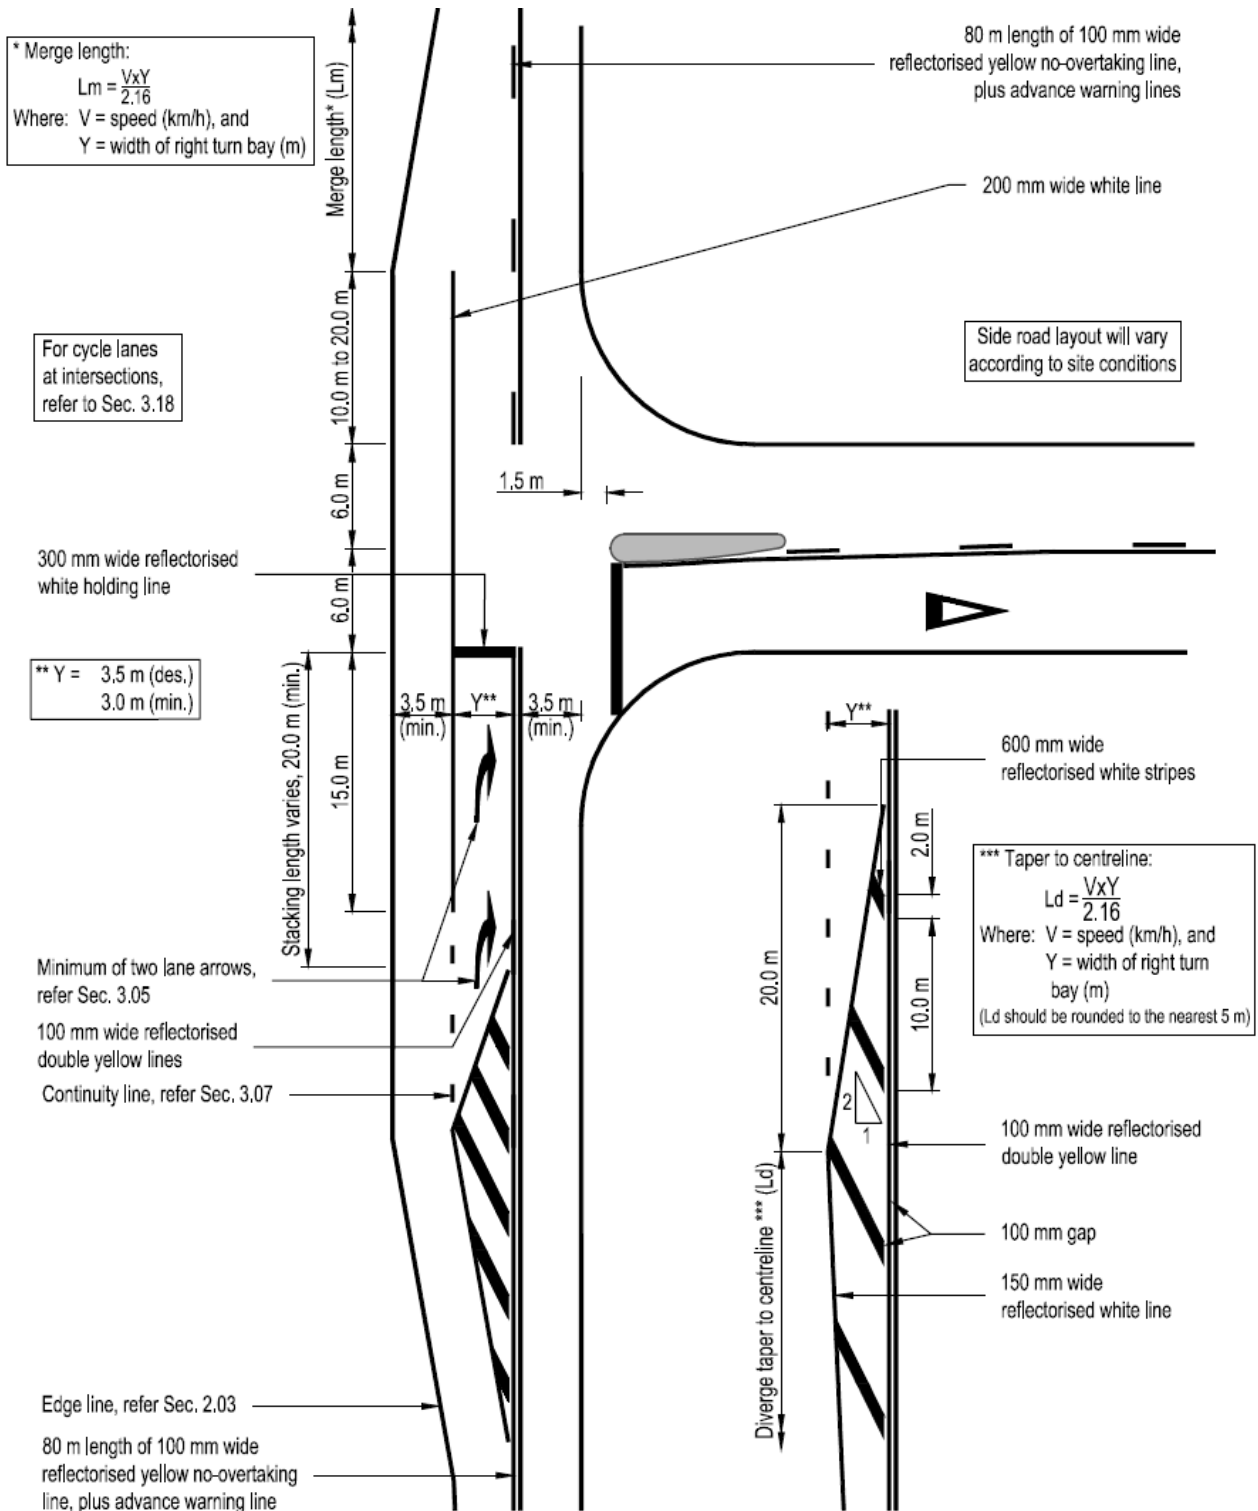 * Merge length:
Lm = VxY
2.16
Where: V = speed (km/h), and
Y = width of right turn bay (m)
Merge length* (Lm)
80 m length of 100 mm wide
reflectorised yellow no-overtaking line,
plus advance warning lines
200 mm wide white line
For cycle lanes
at intersections,
refer to Sec. 3.18
10.0 m to 20.0 m
Side road layout will vary
according to site conditions
6.0 m
1.5 m
300 mm wide reflectorised
white holding line
6.0 m
** Y = 3.5 m (des.)
3.0 m (min.)
3.5 m
(min.)
Y**
3.5 m
(min.)
Stacking length varies, 20.0 m (min.)
15.0 m
Minimum of two lane arrows,
refer Sec. 3.05
100 mm wide reflectorised
double yellow lines
Continuity line, refer Sec. 3.07
Edge line, refer Sec. 2.03
80 m length of 100 mm wide
reflectorised yellow no-overtaking
line, plus advance warning line
Y**
600 mm wide
reflectorised white stripes
2.0 m
20.0 m
10.0 m
*** Taper to centreline:
Ld = VxY
2.16
Where: V = speed (km/h), and
Y = width of right turn
bay (m)
(Ld should be rounded to the nearest 5 m)
2
1
100 mm wide reflectorised
double yellow line
Diverge taper to centreline *** (Ld)
100 mm gap
150 mm wide
reflectorised white line